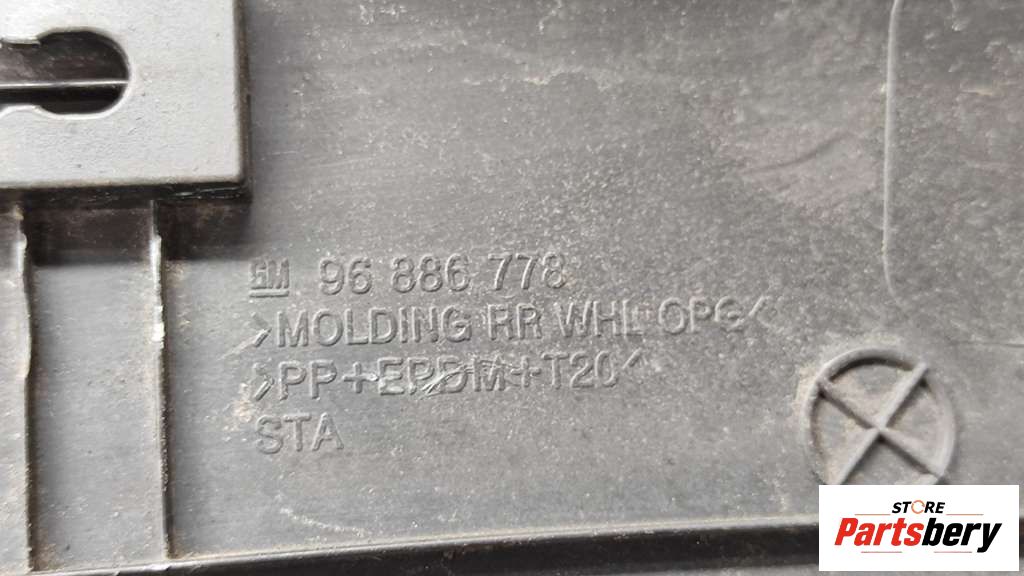 GM 96 886 778
>MOLDING RR WHL OPG<
>PP+EPDM+T20<
STA
STORE
Partsbery